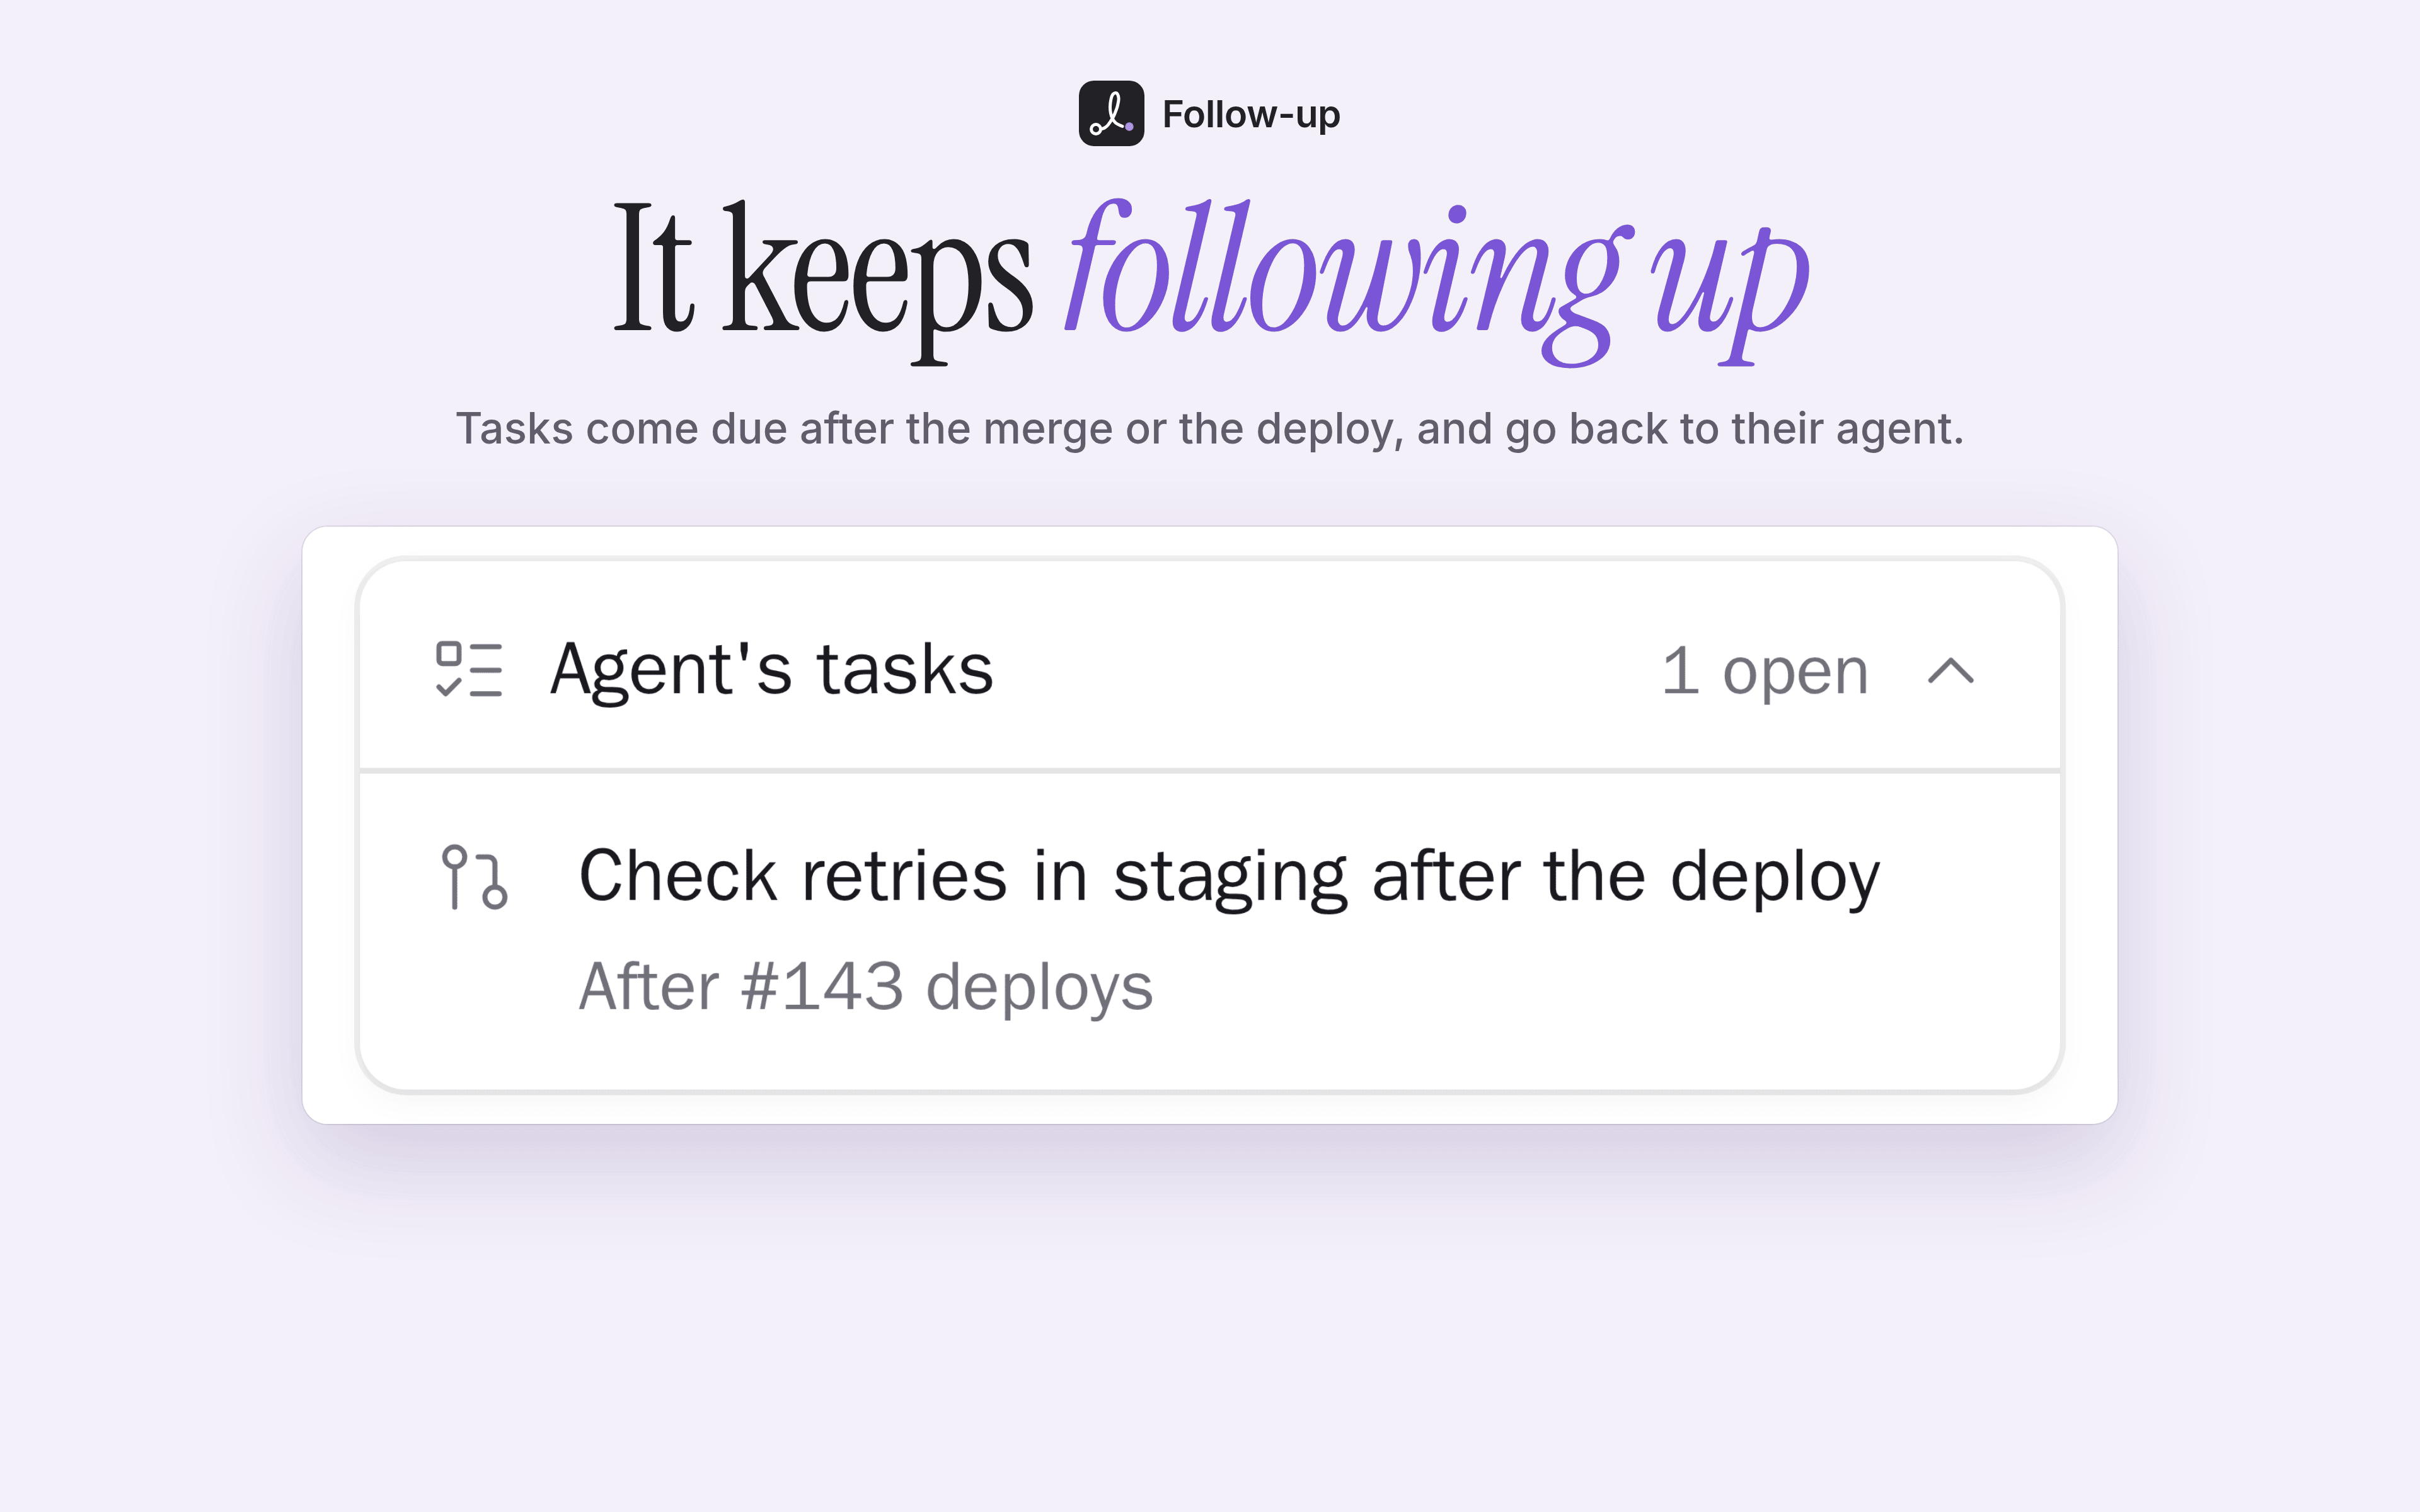 Follow-up
It keeps following up
Tasks come due after the merge or the deploy, and go back to their agent.
Agent's tasks
1 open
Check retries in staging after the deploy
After #143 deploys